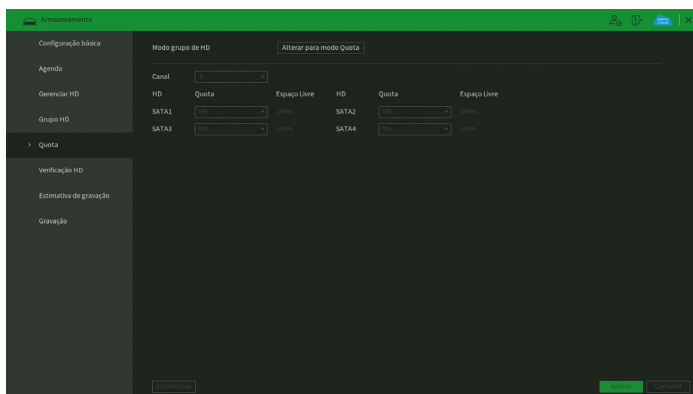 Armazenamento
Configuração básica
Agenda
Gerenciar HD
Grupo HD
> Quota
Verificação HD
Estimativa de gravação
Gravação
Modo grupo de HD Alterar para modo Quota
Canal 1
HD Quota Espaço Livre HD Quota Espaço Livre
SATA1 0% 100% SATA2 0% 100%
SATA3 0% 100% SATA4 0% 100%
Estatísticas Aplicar Cancelar